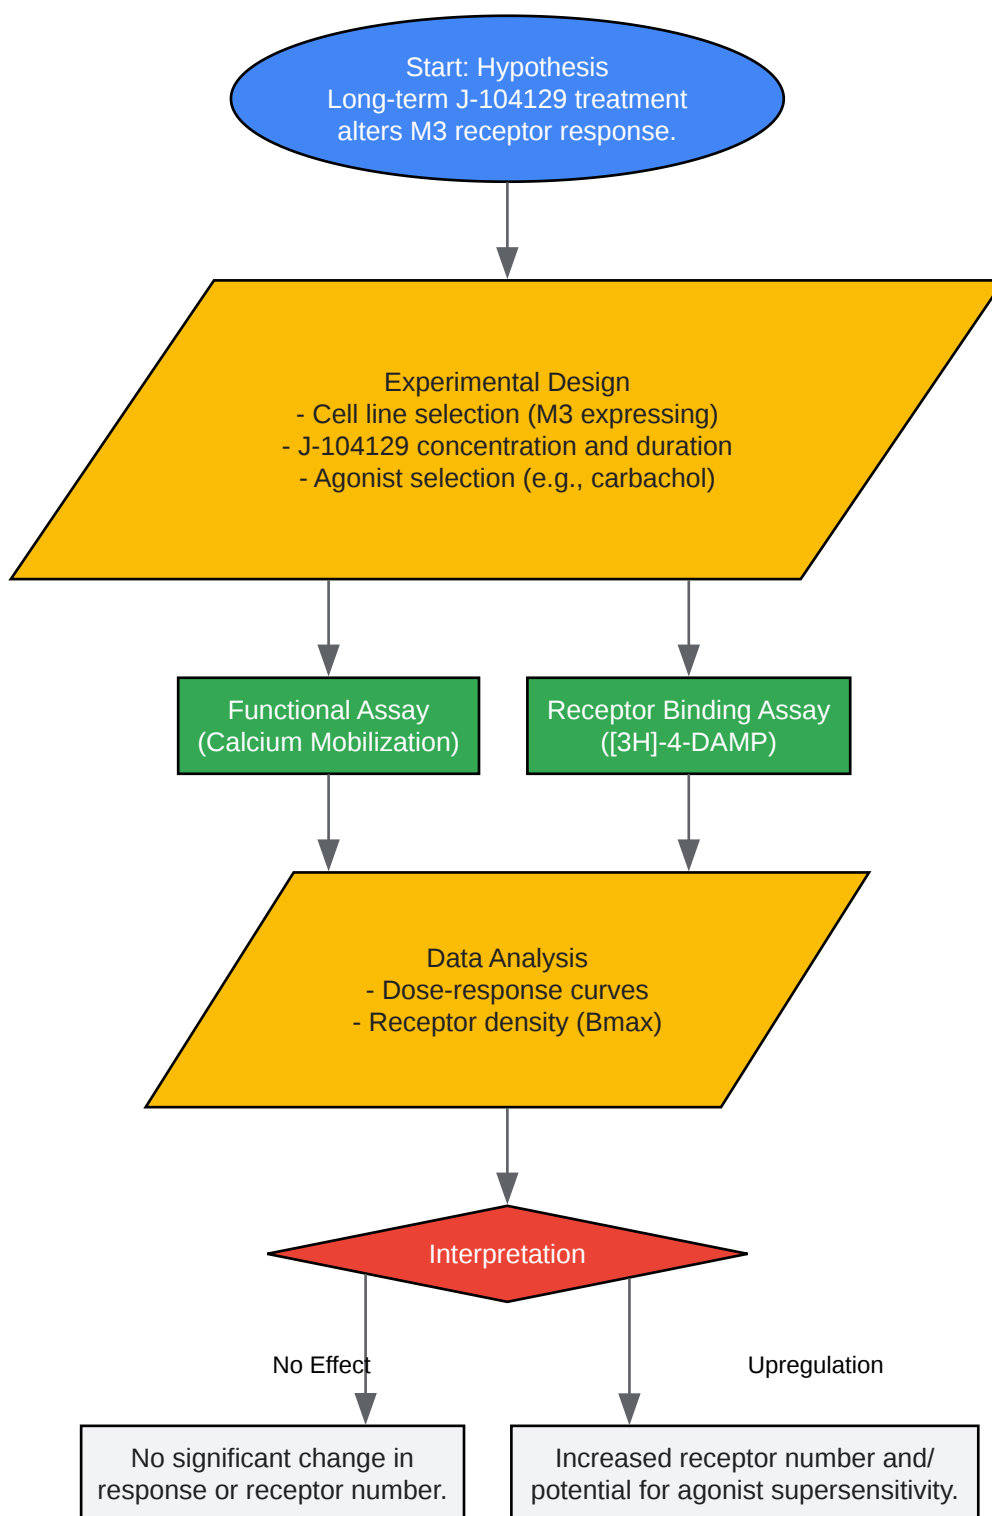 Start: Hypothesis
Long-term J-104129 treatment
alters M3 receptor response.
Experimental Design
- Cell line selection (M3 expressing)
- J-104129 concentration and duration
- Agonist selection (e.g., carbachol)
Functional Assay
(Calcium Mobilization)
Receptor Binding Assay
([3H]-4-DAMP)
Data Analysis
- Dose-response curves
- Receptor density (Bmax)
Interpretation
No Effect
Upregulation
No significant change in
response or receptor number.
Increased receptor number and/
potential for agonist supersensitivity.